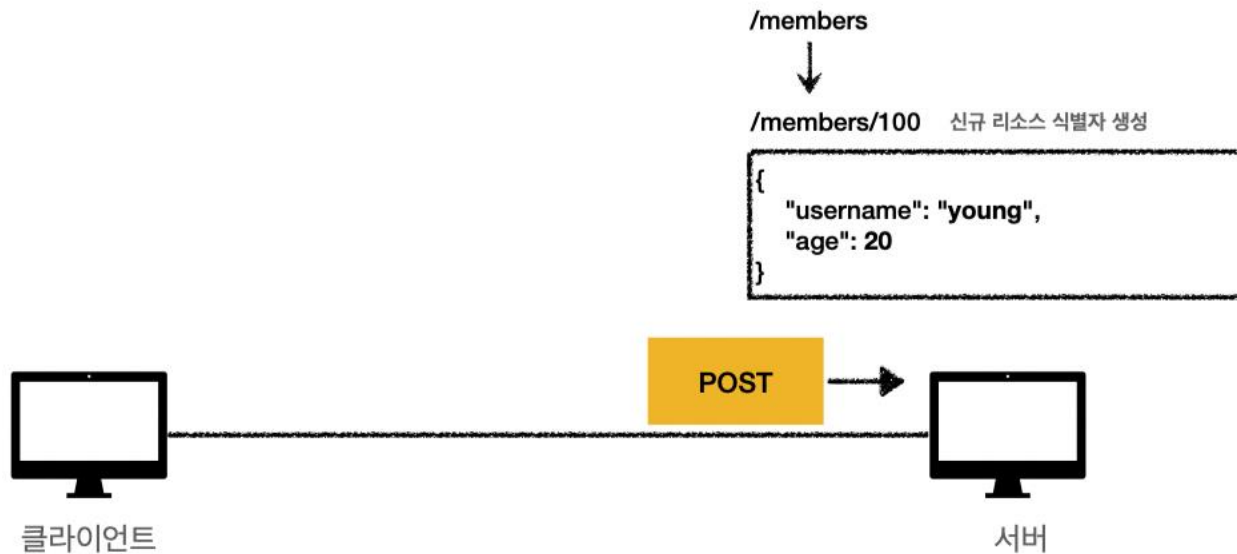 /members
/members/100 신규 리소스 식별자 생성
{
"username": "young",
"age": 20
}
POST
클라이언트
서버